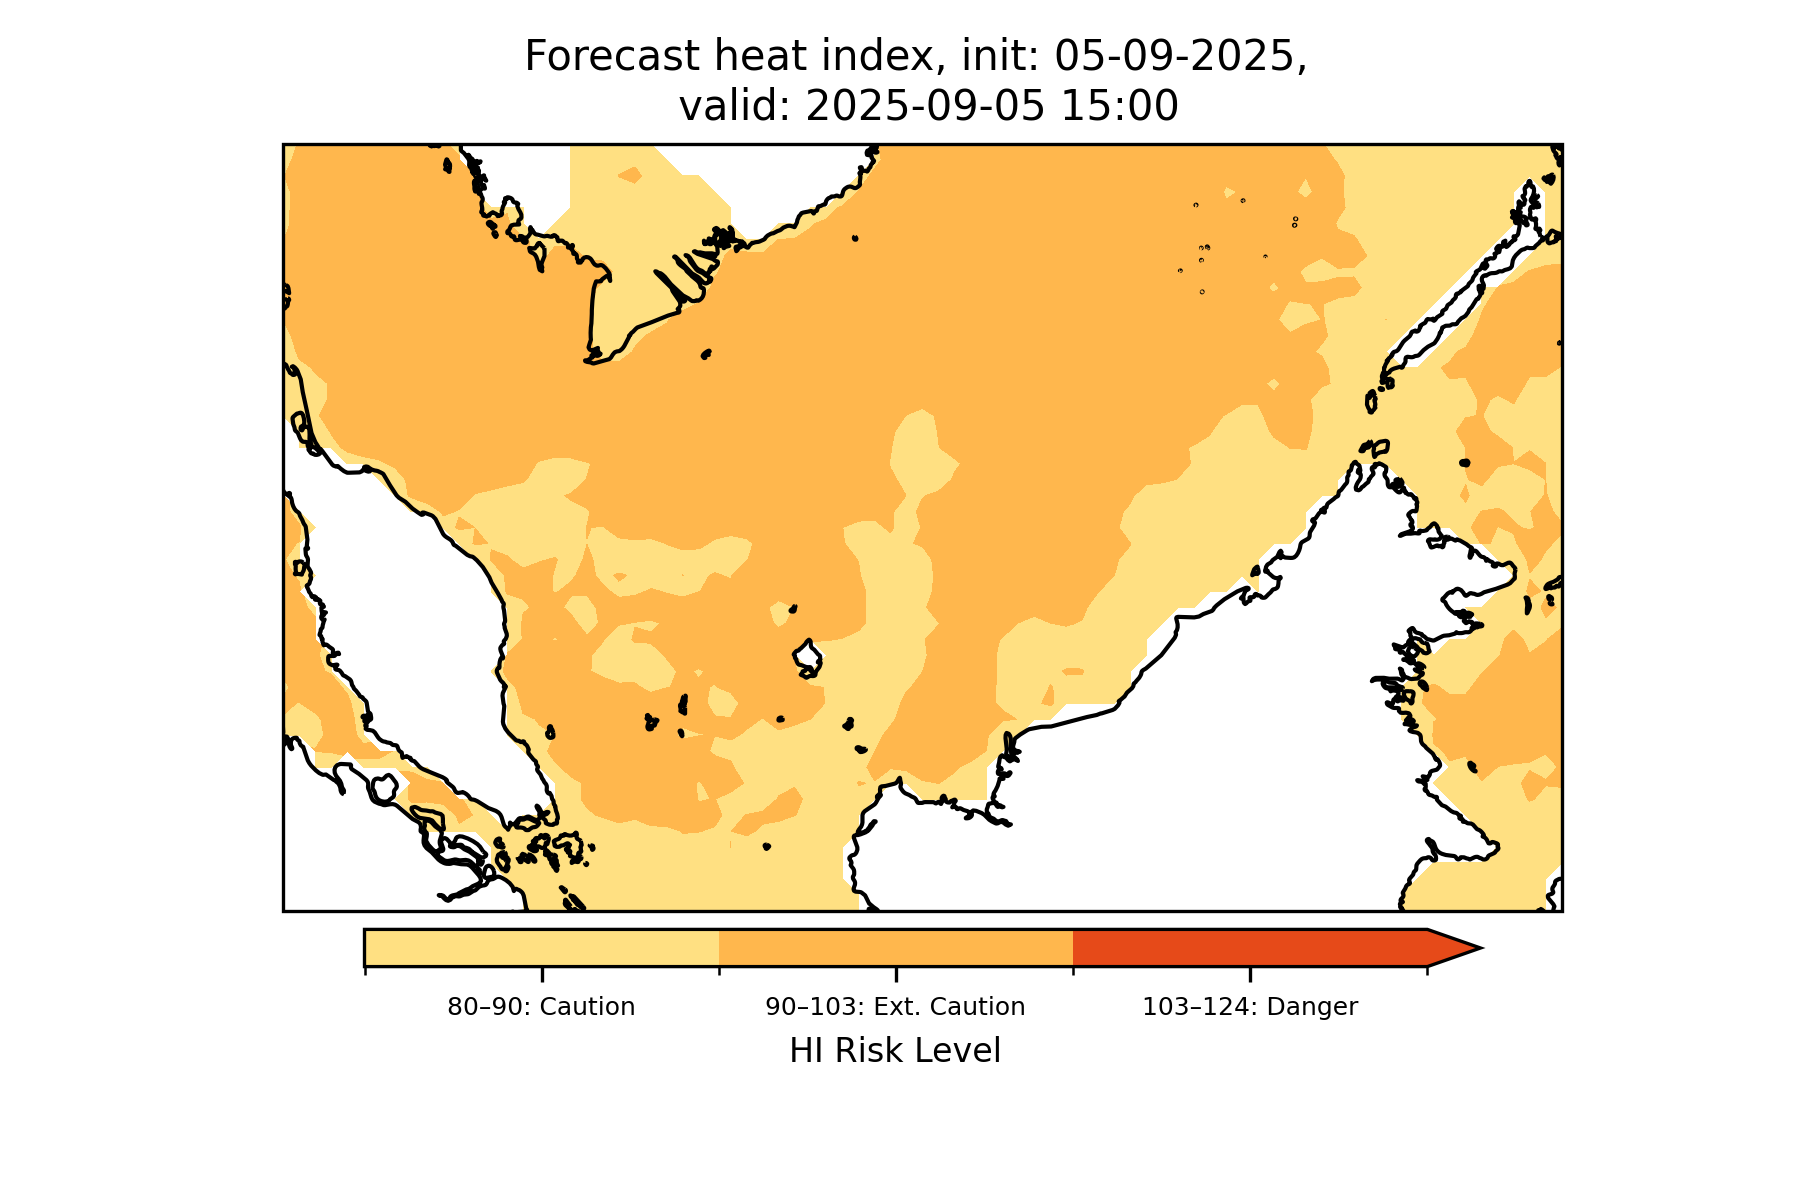 Forecast heat index, init: 05-09-2025,
valid: 2025-09-05 15:00
80–90: Caution
90–103: Ext. Caution
103–124: Danger
HI Risk Level